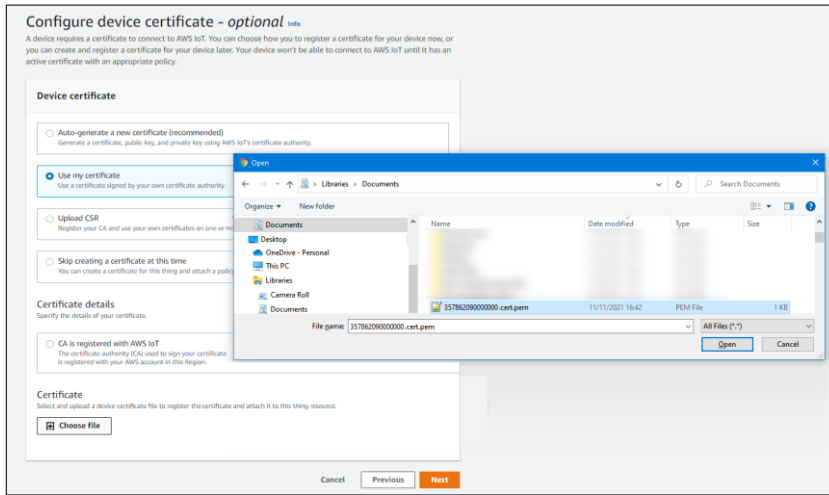 Configure device certificate - optional Info
A device requires a certificate to connect to AWS IoT. You can choose how you to register a certificate for your device now, or
you can create and register a certificate for your device later. Your device won't be able to connect to AWS IoT until it has an
active certificate with an appropriate policy.
Device certificate
Auto-generate a new certificate (recommended)
Generate a certificate, public key, and private key using AWS IoT's certificate authority.
Use my certificate
Use a certificate signed by your own certificate authority.
Upload CSR
Register your CA and use your own certificates on one or m
Skip creating a certificate at this time
You can create a certificate for this thing and attach a policy
Certificate details
Specify the details of your certificate.
CA is registered with AWS IoT
The certificate authority (CA) used to sign your certificate
is registered with your AWS account in this Region.
Certificate
Select and upload a device certificate file to register the certificate and attach it to this thing resource.
Choose file
Cancel Previous Next
Open
Libraries > Documents
Search Documents
Organize New folder
Name Date modified Type Size
Documents
Desktop
OneDrive - Personal
This PC
Libraries
Camera Roll
Documents
357862090000000.cert.pem 11/11/2021 16:42 PEM File 1 KB
File name: 357862090000000.cert.pem All Files (*.*)
Open Cancel